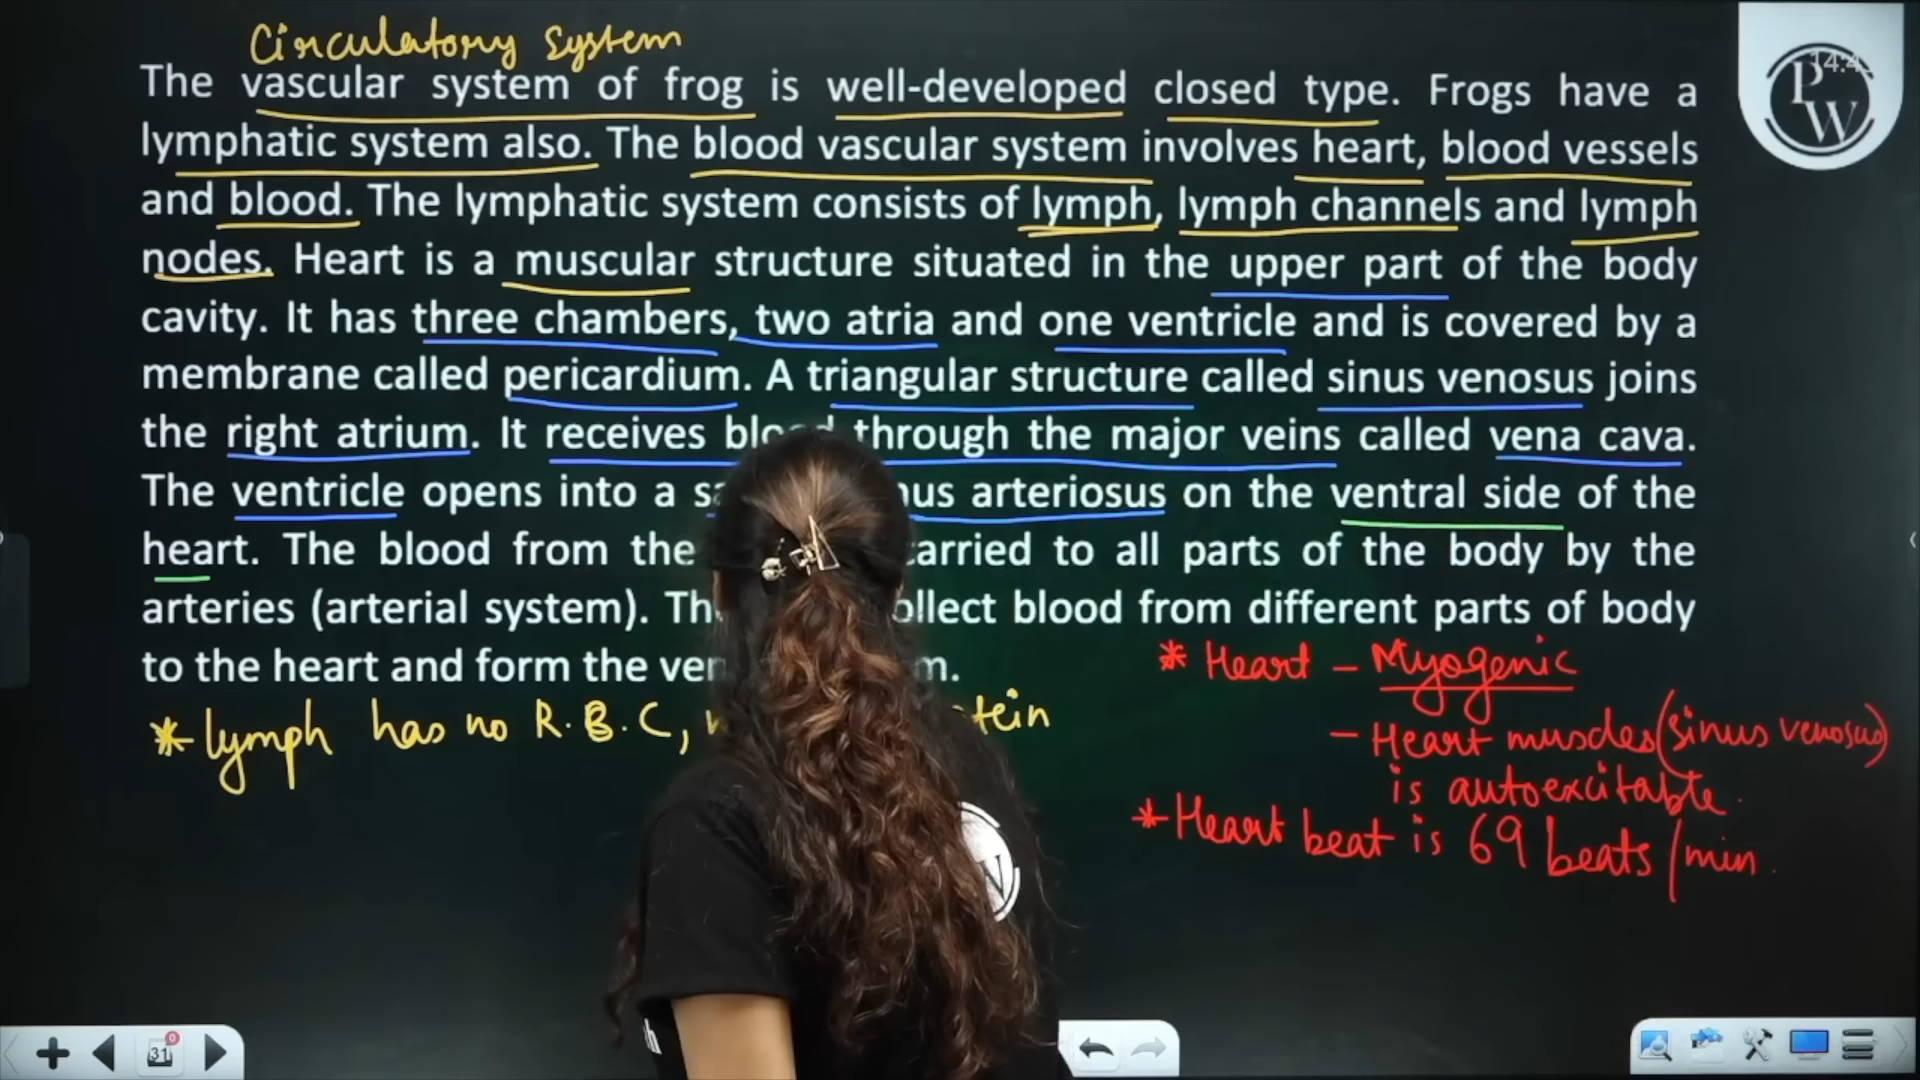 Circulatory System
The vascular system of frog is well-developed closed type. Frogs have a
lymphatic system also. The blood vascular system involves heart, blood vessels
and blood. The lymphatic system consists of lymph, lymph channels and lymph
nodes. Heart is a muscular structure situated in the upper part of the body
cavity. It has three chambers, two atria and one ventricle and is covered by a
membrane called pericardium. A triangular structure called sinus venosus joins
the right atrium. It receives blood through the major veins called vena cava.
The ventricle opens into a arteriosus on the ventral side of the
heart. The blood from the carried to all parts of the body by the
arteries (arterial system). blood from different parts of body
to the heart and form the
* Heart - Myogenic
* lymph has no R.B.C,
- Heart muscles (sinus venosus)
is autoexcitable.
* Heart beat is 69 beats/min.
PW
14:4
31
0